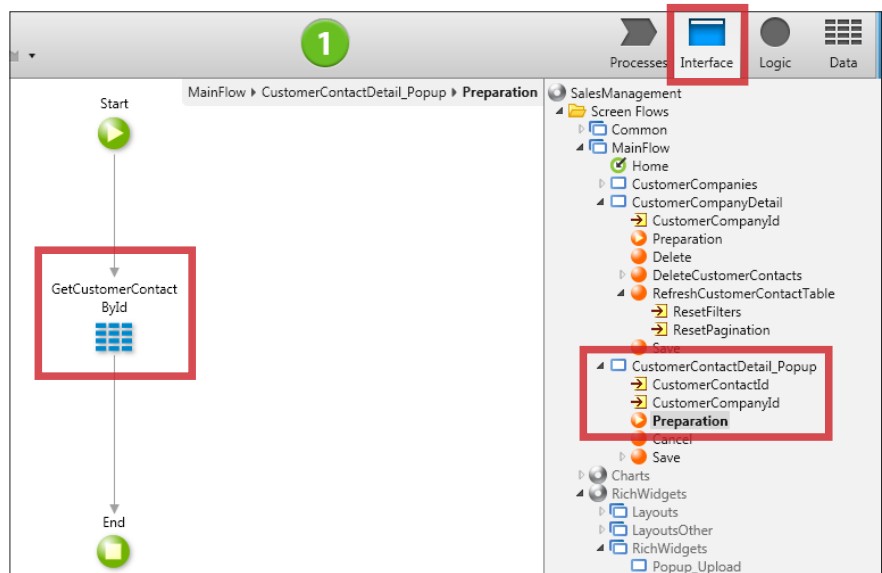 1
Processes
Interface
Logic
Data
MainFlow CustomerContactDetail_Popup Preparation
Start
GetCustomerContact
ById
End
SalesManagement
Screen Flows
Common
MainFlow
Home
CustomerCompanies
CustomerCompanyDetail
CustomerCompanyId
Preparation
Delete
DeleteCustomerContacts
RefreshCustomerContactTable
ResetFilters
ResetPagination
Save
CustomerContactDetail_Popup
CustomerContactId
CustomerCompanyId
Preparation
Cancel
Save
Charts
RichWidgets
Layouts
LayoutsOther
RichWidgets
Popup_Upload